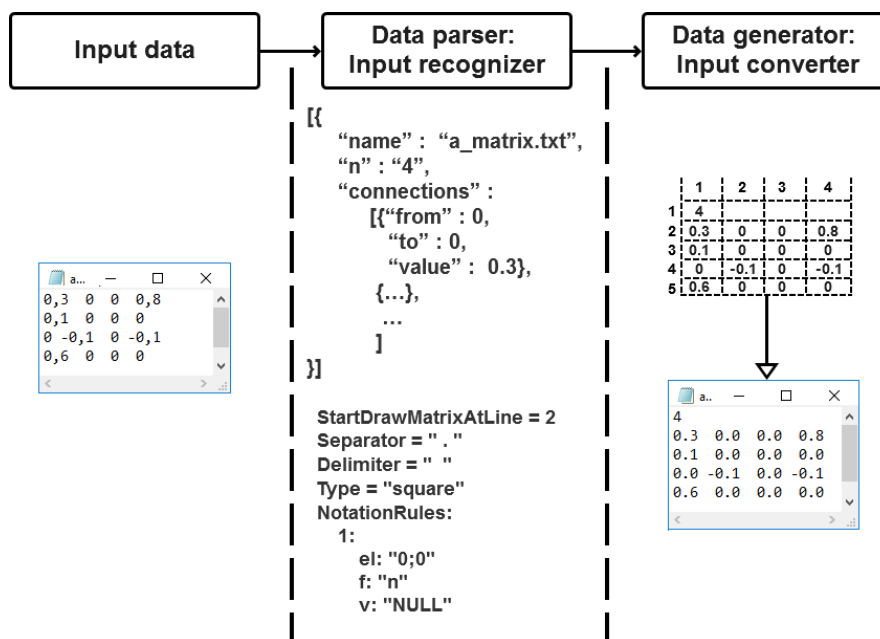 Input data
Data parser:
Input recognizer
Data generator:
Input converter
a...
0,3 0 0 0,8
0,1 0 0 0
0 -0,1 0 -0,1
0,6 0 0 0
[{
“name” : “a_matrix.txt”,
“n” : “4”,
“connections” :
[{“from” : 0,
“to” : 0,
“value” : 0.3},
{...},
...
]
}]
StartDrawMatrixAtLine = 2
Separator = " . "
Delimiter = " "
Type = "square"
NotationRules:
1:
el: "0;0"
f: "n"
v: "NULL"
1 2 3 4
1 4
2 0.3 0 0 0.8
3 0.1 0 0 0
4 0 -0.1 0 -0.1
5 0.6 0 0 0
a..
4
0.3 0.0 0.0 0.8
0.1 0.0 0.0 0.0
0.0 -0.1 0.0 -0.1
0.6 0.0 0.0 0.0